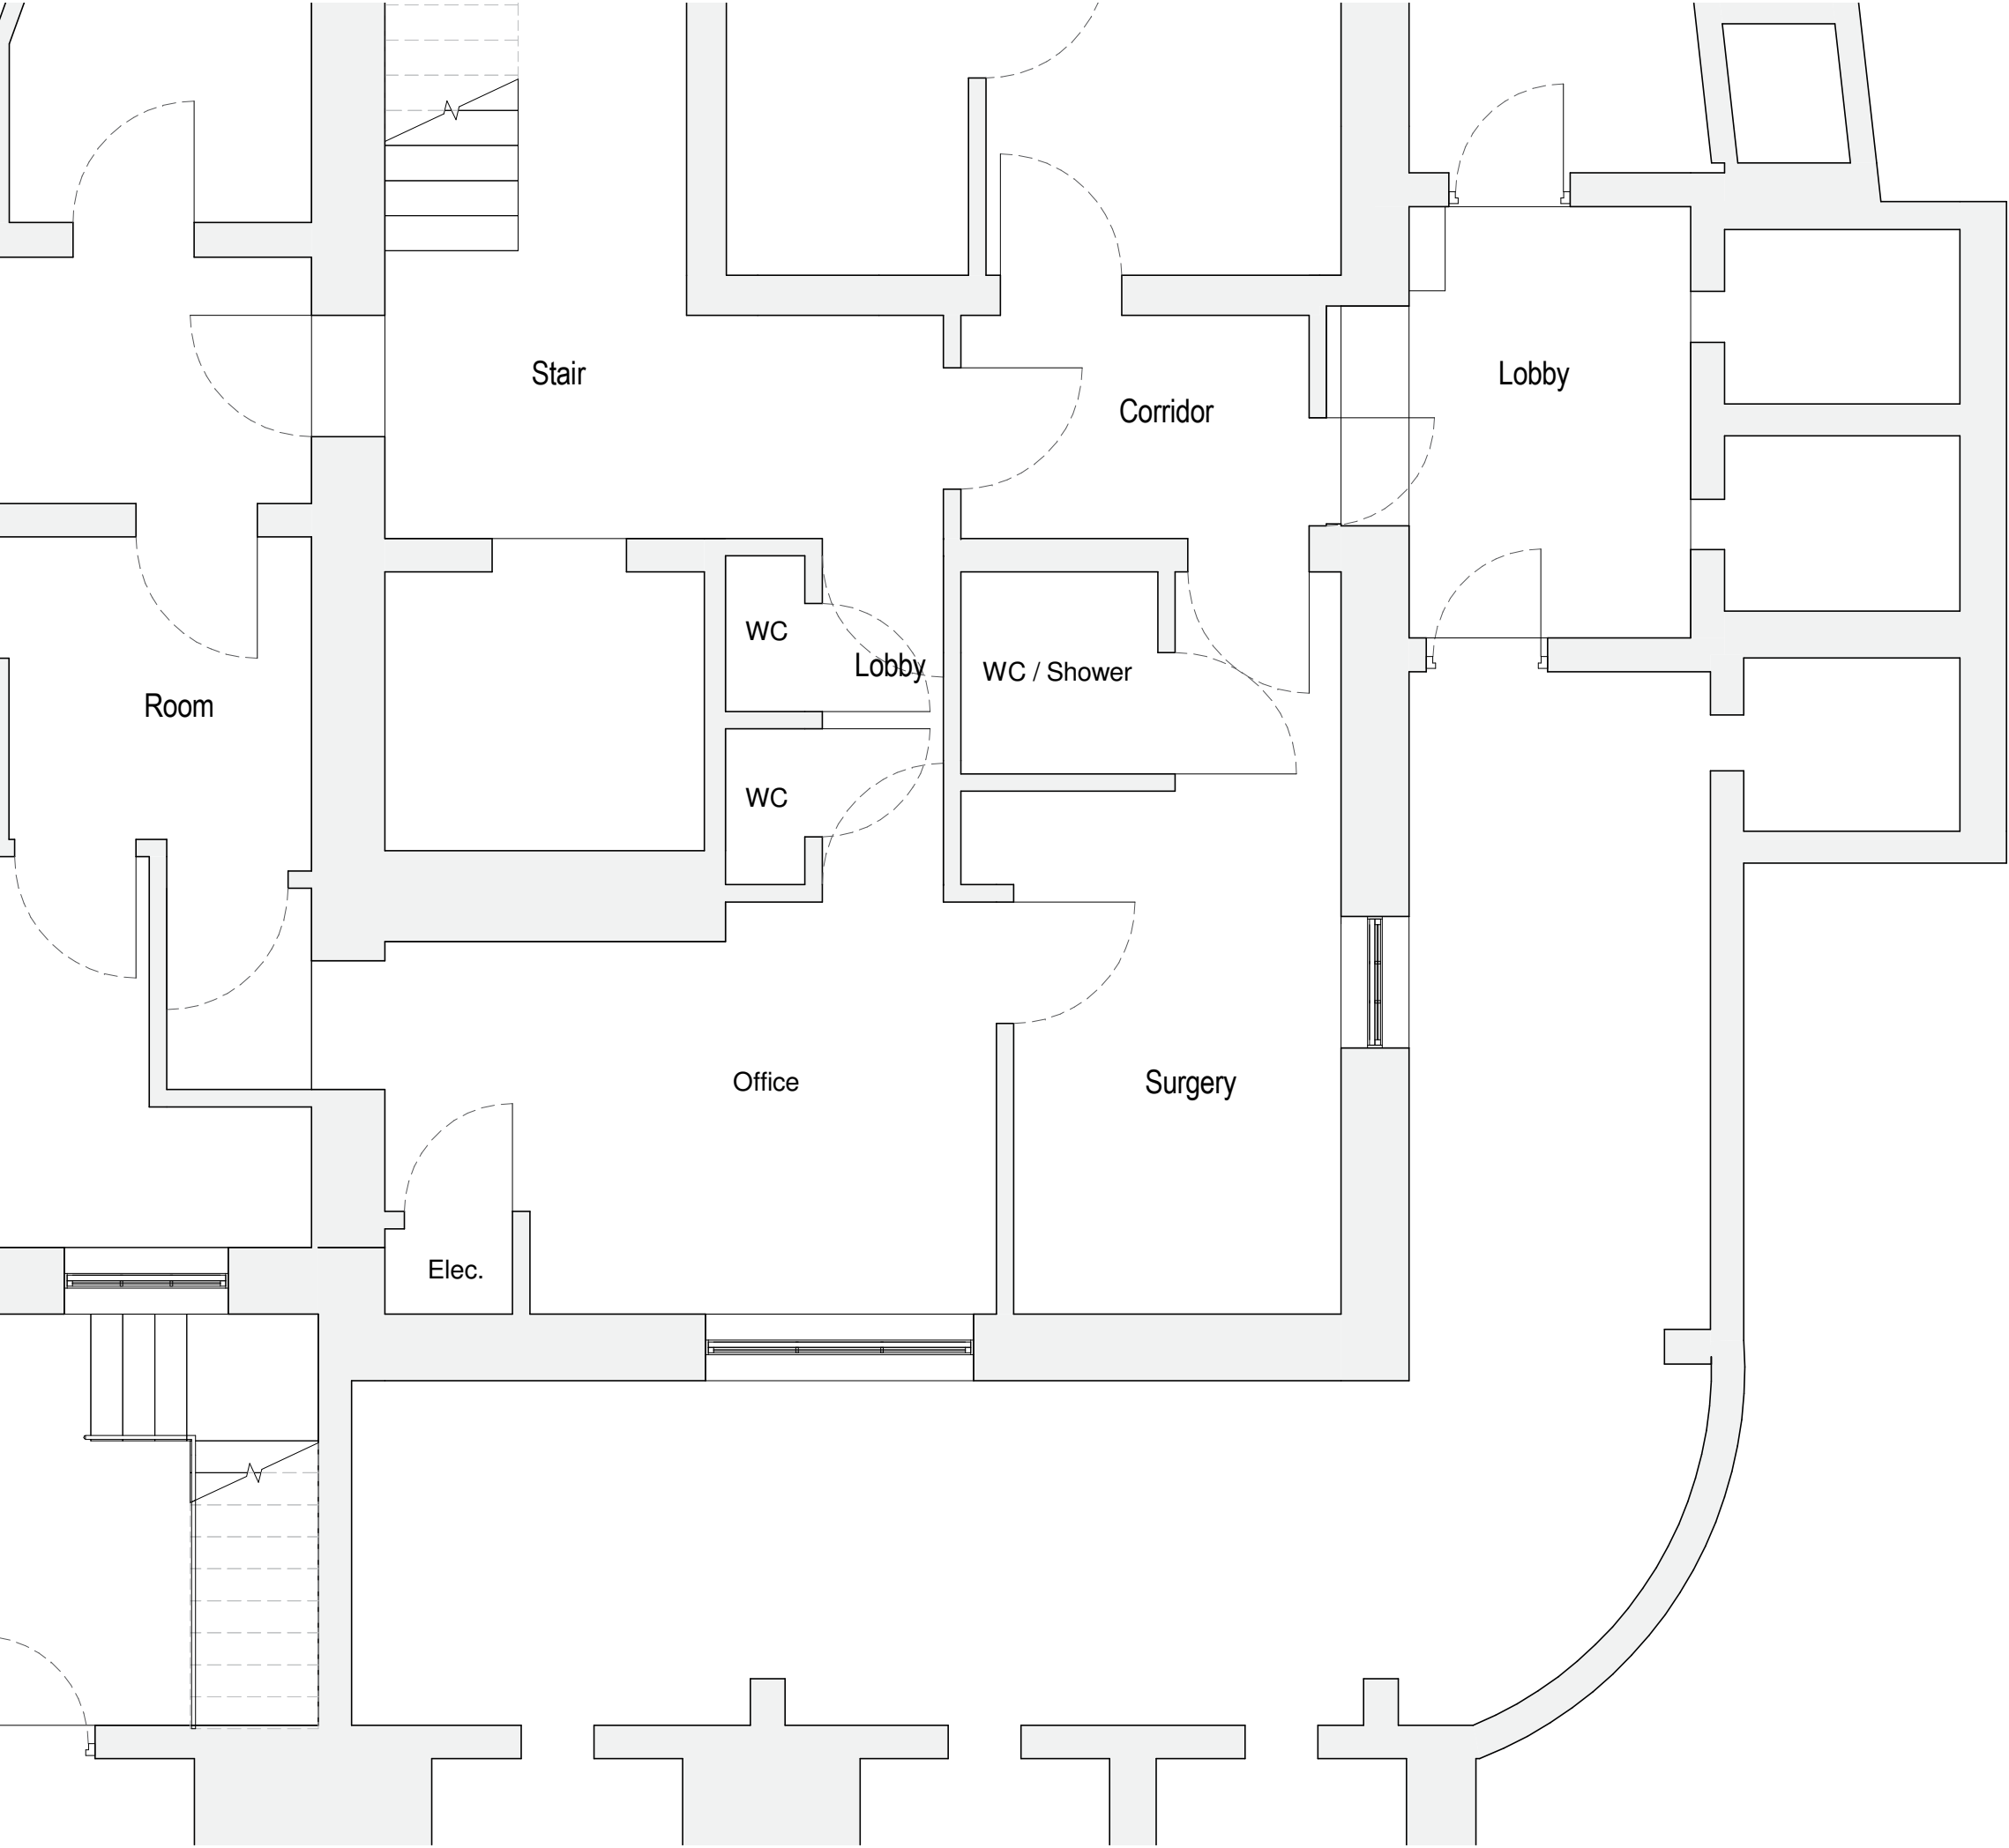 Stair
Lobby
Corridor
WC
Lobby
WC / Shower
Room
WC
Office
Surgery
Elec.